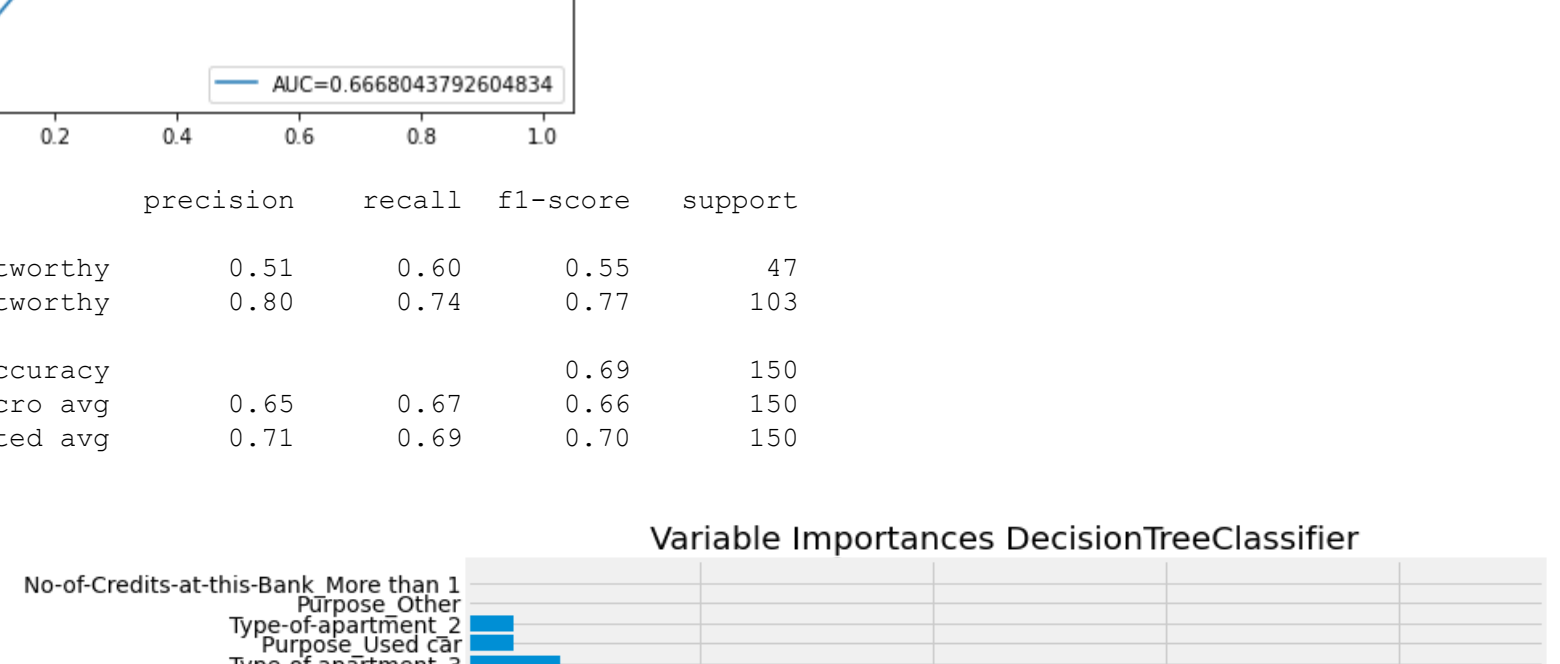 AUC=0.6668043792604834
0.2 0.4 0.6 0.8 1.0
precision recall f1-score support
tworthy 0.51 0.60 0.55 47
tworthy 0.80 0.74 0.77 103
ccuracy 0.69 150
cro avg 0.65 0.67 0.66 150
ted avg 0.71 0.69 0.70 150
Variable Importances DecisionTreeClassifier
No-of-Credits-at-this-Bank_More than 1
Purpose_Other
Type-of-apartment_2
Purpose_Used car
Type-of-apartment_3